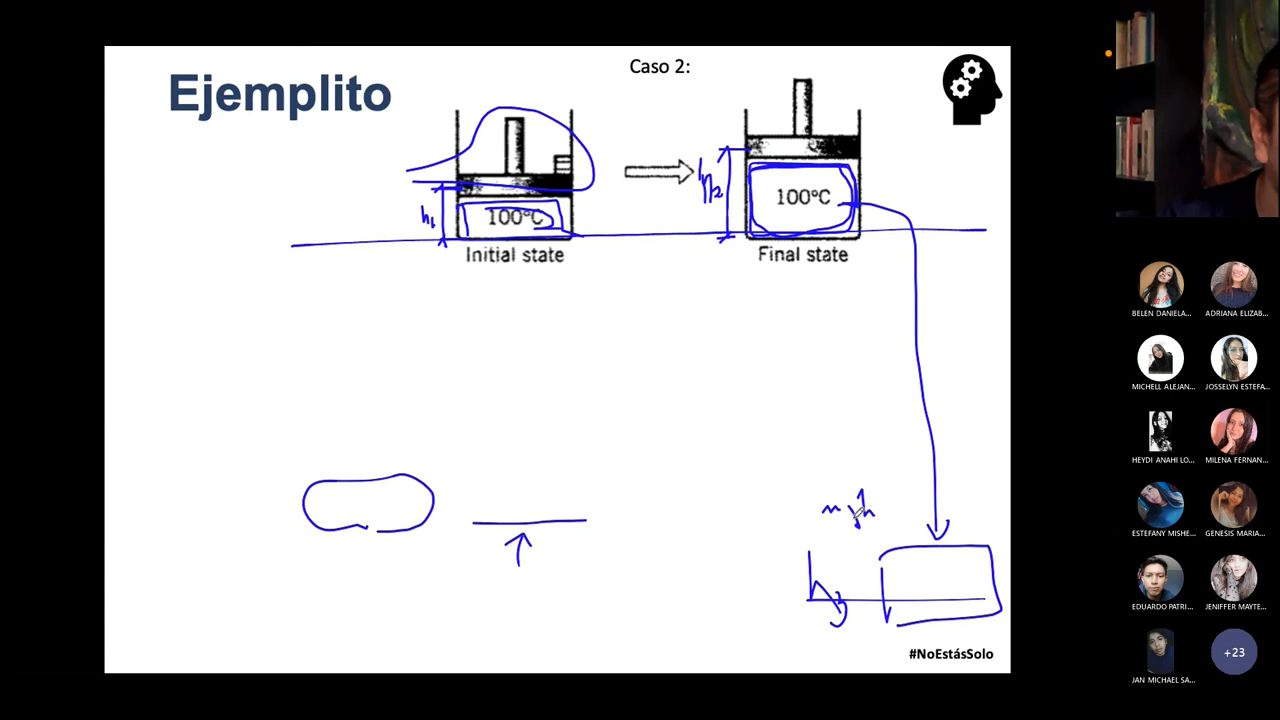 Ejemplito
Caso 2:
h₁
100°C
Initial state
h₂
100°C
Final state
#NoEstásSolo
BELEN DANIELA...
ADRIANA ELIZAB...
MICHELL ALEJAN...
JOSSELYN ESTEFA...
HEYDI ANAHI LO...
MILENA FERNAN...
ESTEFANY MISHE...
GENESIS MARIA...
EDUARDO PATRI...
JENIFFER MAYTE...
JAN MICHAEL SA...
+23